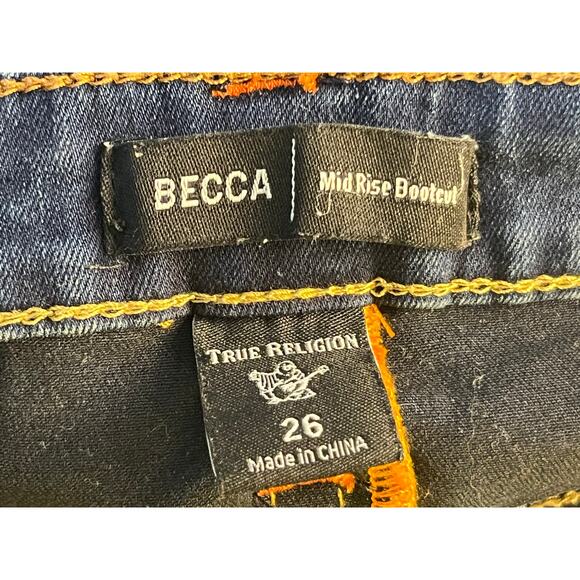 BECCA
Mid Rise Bootcut
TRUE RELIGION
26
Made in CHINA